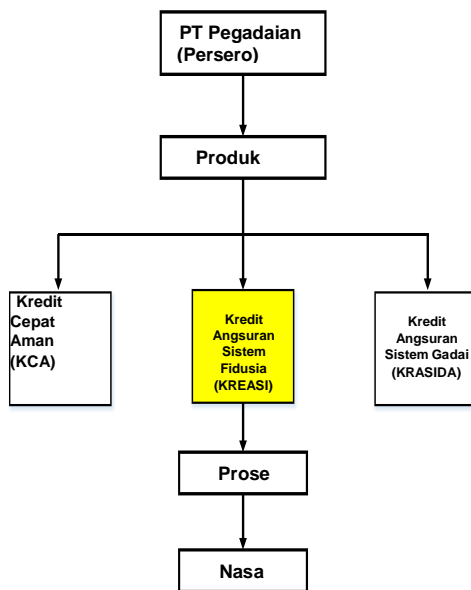 PT Pegadaian
(Persero)
Produk
Kredit
Cepat
Aman
(KCA)
Kredit
Angsuran
Sistem
Fidusia
(KREASI)
Kredit
Angsuran
Sistem Gadai
(KRASIDA)
Prose
Nasa